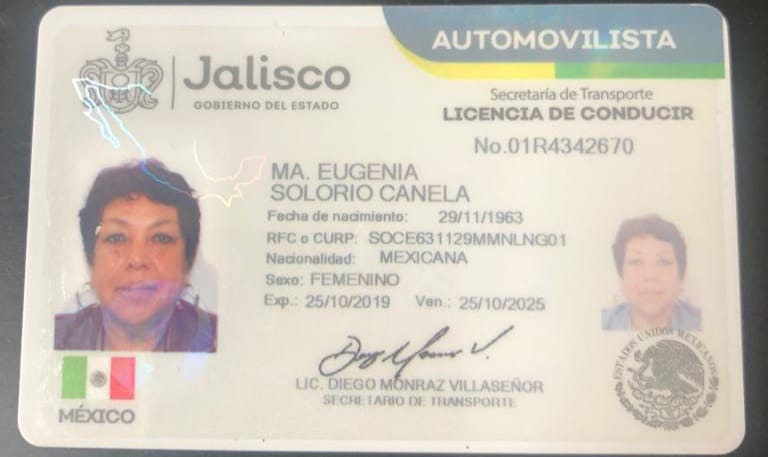 AUTOMOVILISTA
Jalisco
GOBIERNO DEL ESTADO
Secretaría de Transporte
LICENCIA DE CONDUCIR
No.01R4342670
MA. EUGENIA
SOLORIO CANELA
Fecha de nacimiento: 29/11/1963
RFC o CURP: SOCE631129MMNLNG01
Nacionalidad: MEXICANA
Sexo: FEMENINO
Exp.: 25/10/2019 Ven.: 25/10/2025
LIC. DIEGO MONRAZ VILLASEÑOR
SECRETARIO DE TRANSPORTE
MÉXICO
ESTADOS UNIDOS MEXICANOS